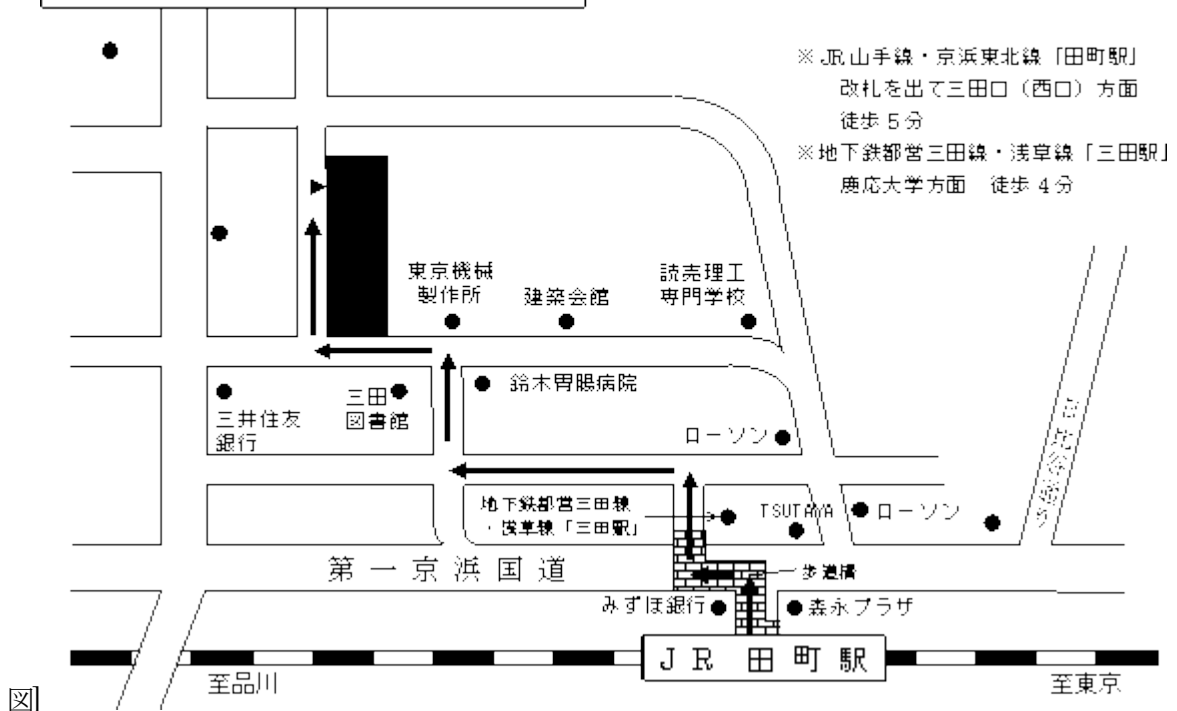 ※ JR山手線・京浜東北線「田町駅」
改札を出て三田口（西口）方面
徒歩 5 分
※地下鉄都営三田線・浅草線「三田駅」
慶応大学方面　徒歩 4 分
東京機械
製作所
建築会館
読売理工
専門学校
三井住友
銀行
三田
図書館
鈴木胃腸病院
ローソン
日比谷通り
地下鉄都営三田線
・浅草線「三田駅」
TSUTAYA
ローソン
第一京浜国道
歩道橋
みずほ銀行
森永プラザ
JR 田町駅
至品川
至東京
図]